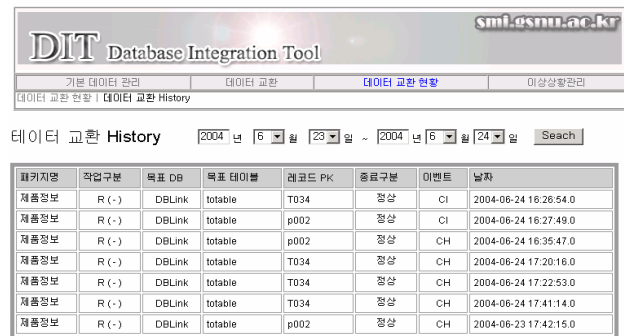 sml.gsnu.ac.kr
DIT Database Integration Tool
기본 데이터 관리 데이터 교환 데이터 교환 현황 이상상황관리
데이터 교환 현황 | 데이터 교환 History
테이터 교환 History 2004 년 6 월 23 일 ~ 2004 년 6 월 24 일 Seach
패키지명 작업구분 목표 DB 목표 테이블 레코드 PK 종료구분 이벤트 날짜
제품정보 R (-) DBLink totable T034 정상 CI 2004-06-24 16:26:54.0
제품정보 R (-) DBLink totable p002 정상 CI 2004-06-24 16:27:49.0
제품정보 R (-) DBLink totable p002 정상 CH 2004-06-24 16:35:47.0
제품정보 R (-) DBLink totable T034 정상 CH 2004-06-24 17:20:16.0
제품정보 R (-) DBLink totable T034 정상 CH 2004-06-24 17:22:53.0
제품정보 R (-) DBLink totable T034 정상 CH 2004-06-24 17:41:14.0
제품정보 R (-) DBLink totable p002 정상 CH 2004-06-23 17:42:15.0